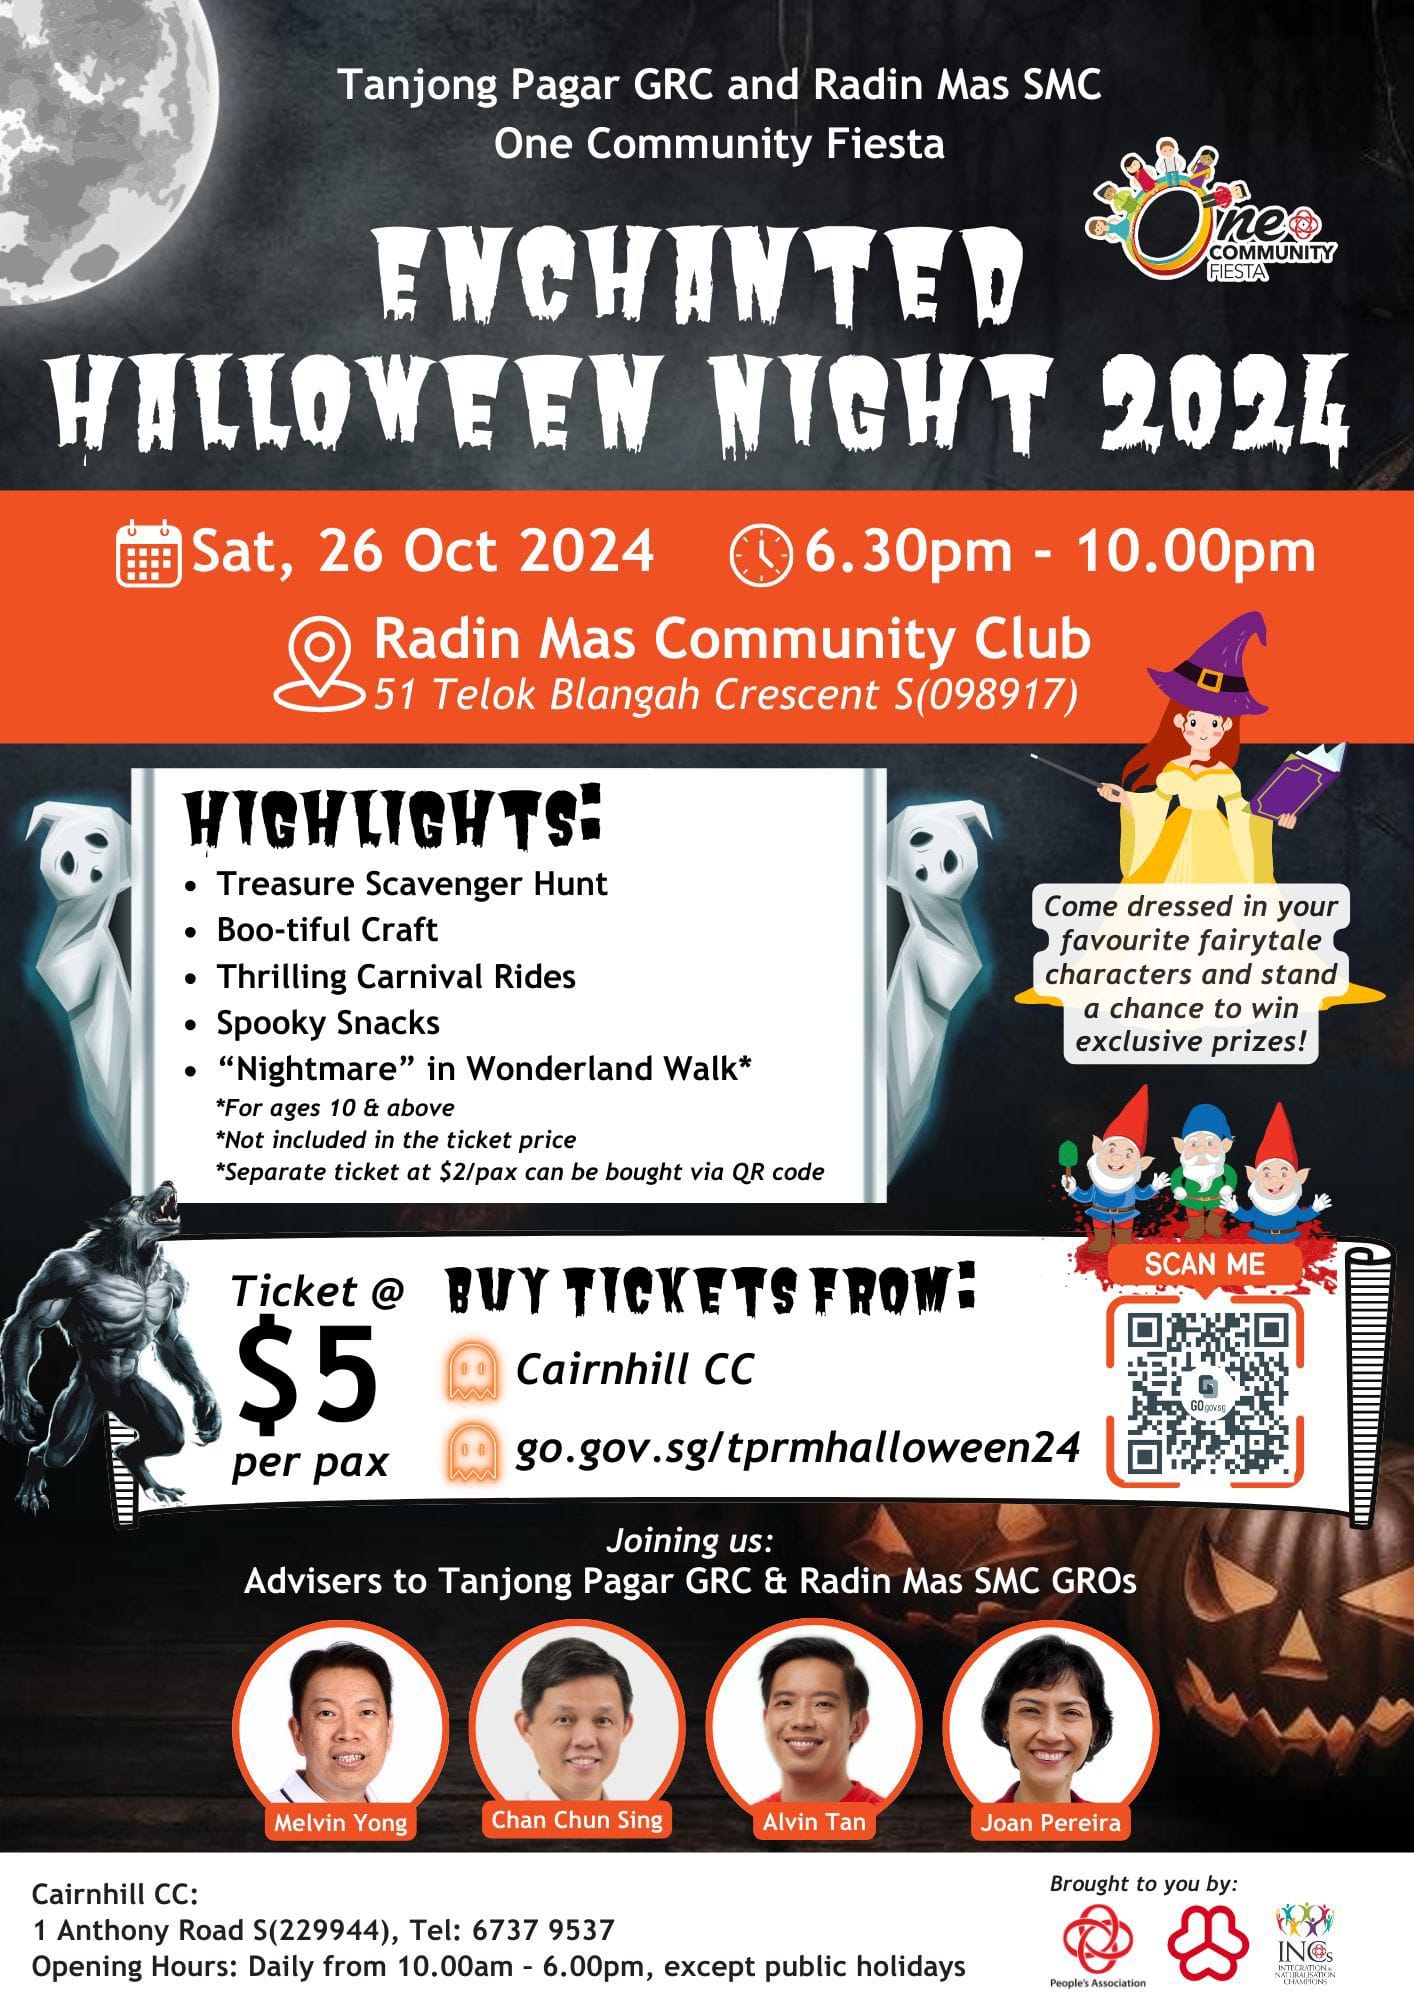 Tanjong Pagar GRC and Radin Mas SMC
One Community Fiesta
One
COMMUNITY
FIESTA
ENCHANTED
HALLOWEEN NIGHT 2024
Sat, 26 Oct 2024
6.30pm - 10.00pm
Radin Mas Community Club
51 Telok Blangah Crescent S(098917)
HIGHLIGHTS:
• Treasure Scavenger Hunt
• Boo-tiful Craft
• Thrilling Carnival Rides
• Spooky Snacks
• “Nightmare” in Wonderland Walk*
*For ages 10 & above
*Not included in the ticket price
*Separate ticket at $2/pax can be bought via QR code
Come dressed in your
favourite fairytale
characters and stand
a chance to win
exclusive prizes!
Ticket @
$5
per pax
BUY TICKETS FROM:
Cairnhill CC
go.gov.sg/tprmhalloween24
SCAN ME
GO gov.sg
Joining us:
Advisers to Tanjong Pagar GRC & Radin Mas SMC GROs
Melvin Yong
Chan Chun Sing
Alvin Tan
Joan Pereira
Cairnhill CC:
1 Anthony Road S(229944), Tel: 6737 9537
Opening Hours: Daily from 10.00am – 6.00pm, except public holidays
Brought to you by:
People's Association
INCs
INTEGRATION &
NATURALISATION
CHAMPIONS